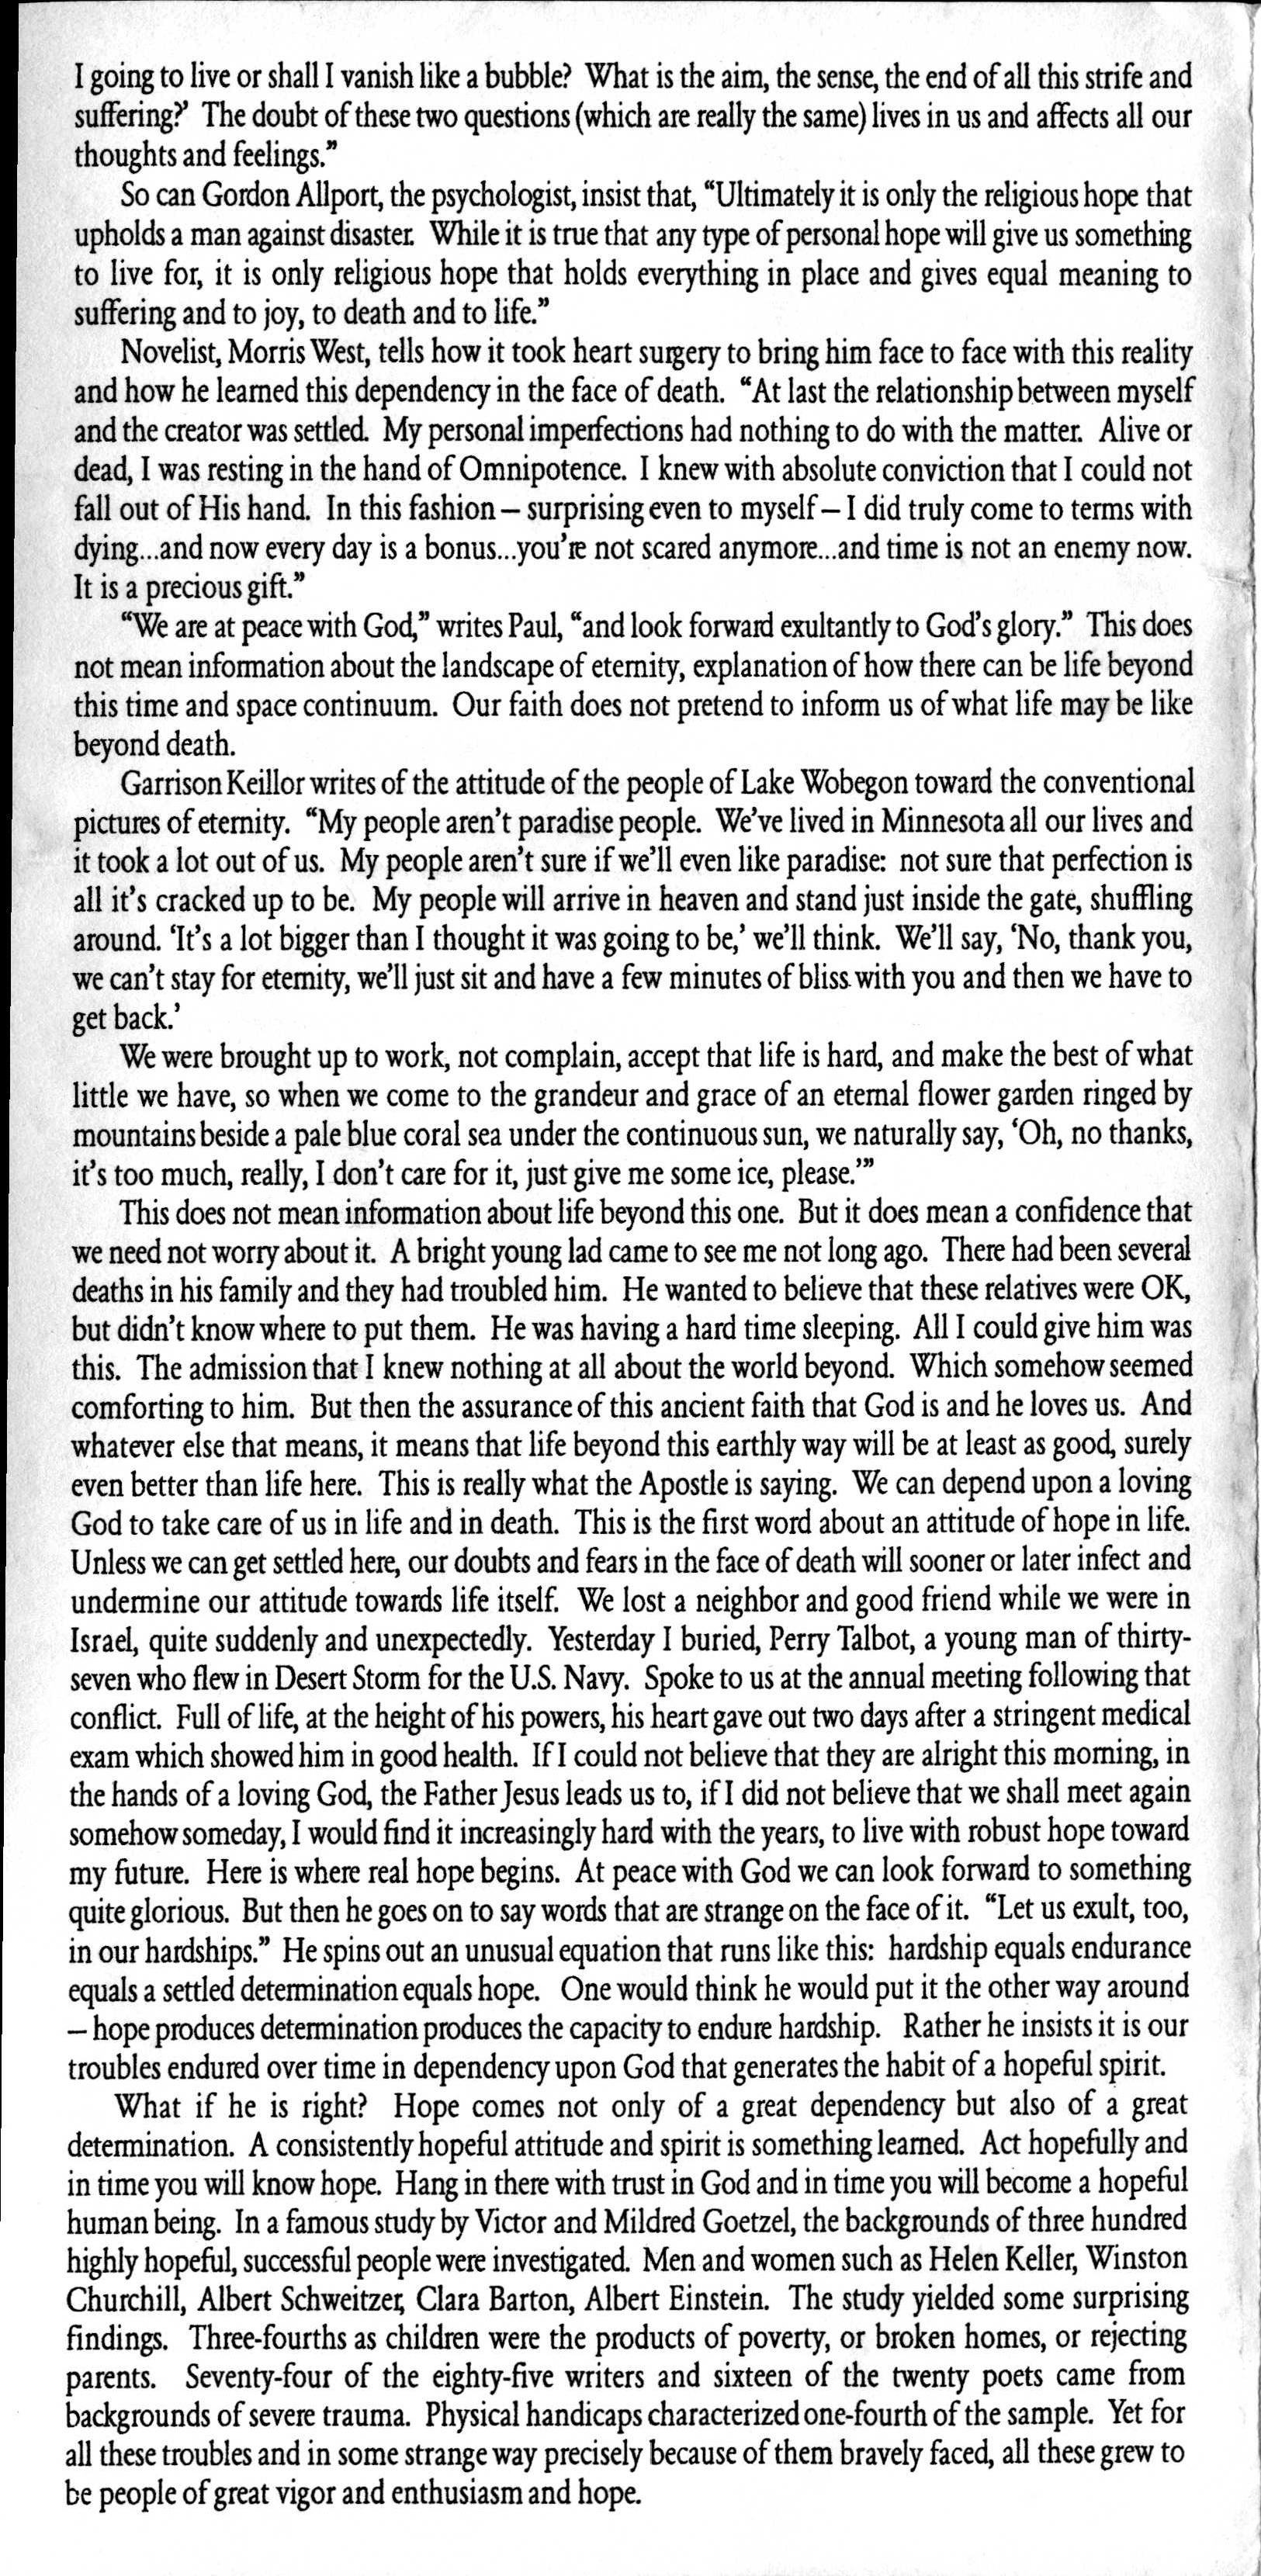 I going to live or shall I vanish like a bubble?  What is the aim, the sense, the end of all this strife and
suffering?’  The doubt of these two questions (which are really the same) lives in us and affects all our
thoughts and feelings.”
So can Gordon Allport, the psychologist, insist that, “Ultimately it is only the religious hope that
upholds a man against disaster.  While it is true that any type of personal hope will give us something
to live for, it is only religious hope that holds everything in place and gives equal meaning to
suffering and to joy, to death and to life.”
Novelist, Morris West, tells how it took heart surgery to bring him face to face with this reality
and how he learned this dependency in the face of death.  “At last the relationship between myself
and the creator was settled.  My personal imperfections had nothing to do with the matter.  Alive or
dead, I was resting in the hand of Omnipotence.  I knew with absolute conviction that I could not
fall out of His hand.  In this fashion – surprising even to myself – I did truly come to terms with
dying...and now every day is a bonus...you’re not scared anymore...and time is not an enemy now.
It is a precious gift.”
“We are at peace with God,” writes Paul, “and look forward exultantly to God’s glory.”  This does
not mean information about the landscape of eternity, explanation of how there can be life beyond
this time and space continuum.  Our faith does not pretend to inform us of what life may be like
beyond death.
Garrison Keillor writes of the attitude of the people of Lake Wobegon toward the conventional
pictures of eternity.  “My people aren’t paradise people.  We’ve lived in Minnesota all our lives and
it took a lot out of us.  My people aren’t sure if we’ll even like paradise:  not sure that perfection is
all it’s cracked up to be.  My people will arrive in heaven and stand just inside the gate, shuffling
around. ‘It’s a lot bigger than I thought it was going to be,’ we’ll think.  We’ll say, ‘No, thank you,
we can’t stay for eternity, we’ll just sit and have a few minutes of bliss with you and then we have to
get back.’
We were brought up to work, not complain, accept that life is hard, and make the best of what
little we have, so when we come to the grandeur and grace of an eternal flower garden ringed by
mountains beside a pale blue coral sea under the continuous sun, we naturally say, ‘Oh, no thanks,
it’s too much, really, I don’t care for it, just give me some ice, please.’”
This does not mean information about life beyond this one.  But it does mean a confidence that
we need not worry about it.  A bright young lad came to see me not long ago.  There had been several
deaths in his family and they had troubled him.  He wanted to believe that these relatives were OK,
but didn’t know where to put them.  He was having a hard time sleeping.  All I could give him was
this.  The admission that I knew nothing at all about the world beyond.  Which somehow seemed
comforting to him.  But then the assurance of this ancient faith that God is and he loves us.  And
whatever else that means, it means that life beyond this earthly way will be at least as good, surely
even better than life here.  This is really what the Apostle is saying.  We can depend upon a loving
God to take care of us in life and in death.  This is the first word about an attitude of hope in life.
Unless we can get settled here, our doubts and fears in the face of death will sooner or later infect and
undermine our attitude towards life itself.  We lost a neighbor and good friend while we were in
Israel, quite suddenly and unexpectedly.  Yesterday I buried, Perry Talbot, a young man of thirty-
seven who flew in Desert Storm for the U.S. Navy.  Spoke to us at the annual meeting following that
conflict.  Full of life, at the height of his powers, his heart gave out two days after a stringent medical
exam which showed him in good health.  If I could not believe that they are alright this morning, in
the hands of a loving God, the Father Jesus leads us to, if I did not believe that we shall meet again
somehow someday, I would find it increasingly hard with the years, to live with robust hope toward
my future.  Here is where real hope begins.  At peace with God we can look forward to something
quite glorious.  But then he goes on to say words that are strange on the face of it.  “Let us exult, too,
in our hardships.”  He spins out an unusual equation that runs like this:  hardship equals endurance
equals a settled determination equals hope.   One would think he would put it the other way around
– hope produces determination produces the capacity to endure hardship.   Rather he insists it is our
troubles endured over time in dependency upon God that generates the habit of a hopeful spirit.
What if he is right?  Hope comes not only of a great dependency but also of a great
determination.  A consistently hopeful attitude and spirit is something learned.  Act hopefully and
in time you will know hope.  Hang in there with trust in God and in time you will become a hopeful
human being.  In a famous study by Victor and Mildred Goetzel, the backgrounds of three hundred
highly hopeful, successful people were investigated.  Men and women such as Helen Keller, Winston
Churchill, Albert Schweitzer, Clara Barton, Albert Einstein.  The study yielded some surprising
findings.  Three-fourths as children were the products of poverty, or broken homes, or rejecting
parents.  Seventy-four of the eighty-five writers and sixteen of the twenty poets came from
backgrounds of severe trauma.  Physical handicaps characterized one-fourth of the sample.  Yet for
all these troubles and in some strange way precisely because of them bravely faced, all these grew to
be people of great vigor and enthusiasm and hope.